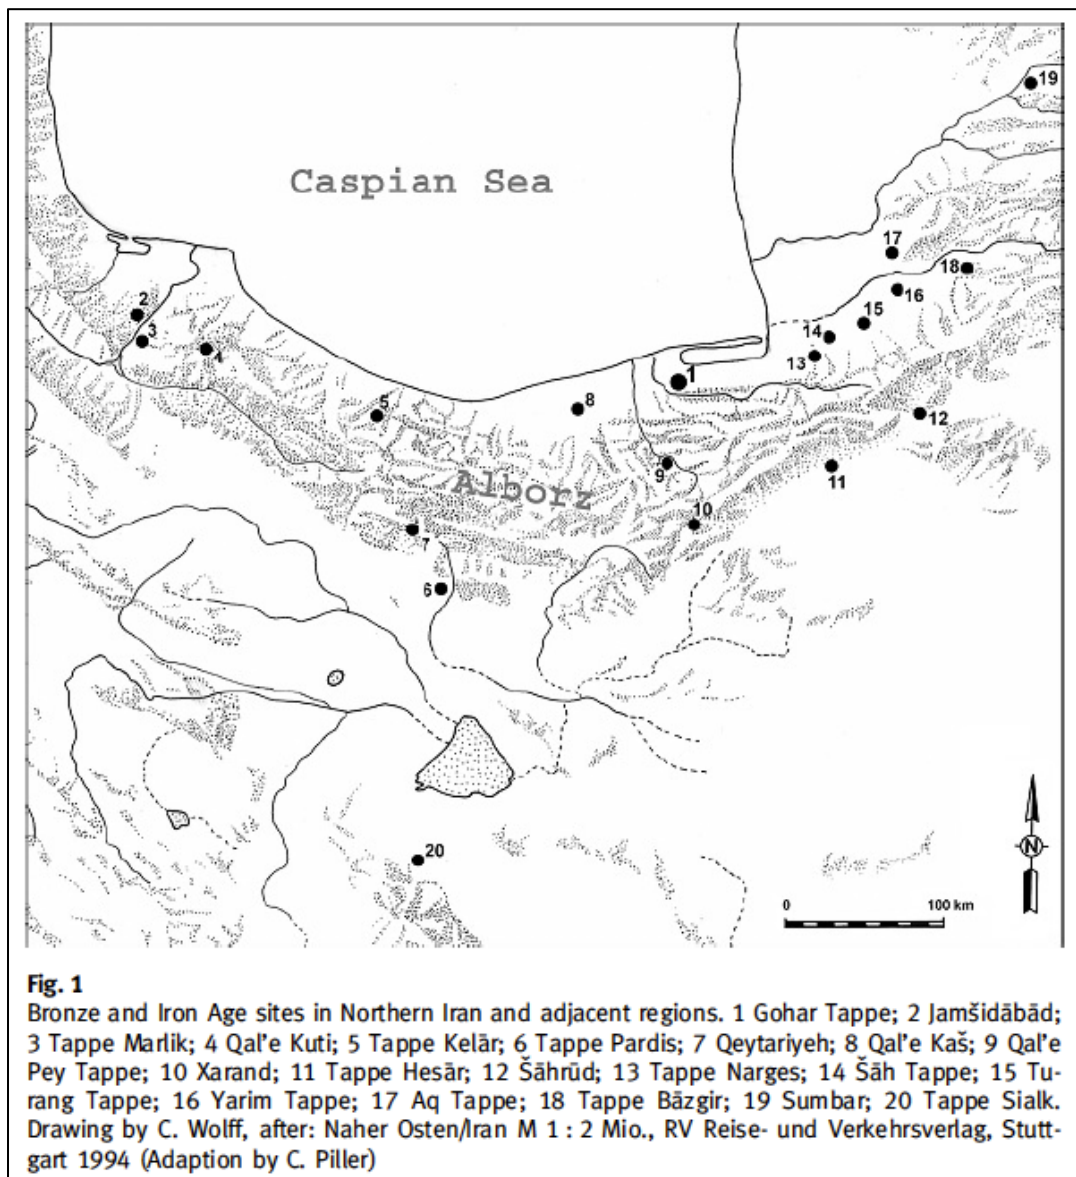 19
Caspian Sea
17
18
2
16
15
3
14
4
13
1
5
8
12
9
Alborz
11
10
7
6
N
20
0 100 km
Fig. 1
Bronze and Iron Age sites in Northern Iran and adjacent regions. 1 Gohar Tappe; 2 Jamšidābād;
3 Tappe Marlik; 4 Qal’e Kuti; 5 Tappe Kelār; 6 Tappe Pardis; 7 Qeytariyeh; 8 Qal’e Kaš; 9 Qal’e
Pey Tappe; 10 Xarand; 11 Tappe Hesār; 12 Šāhrūd; 13 Tappe Narges; 14 Šāh Tappe; 15 Tu-
rang Tappe; 16 Yarim Tappe; 17 Aq Tappe; 18 Tappe Bāzgir; 19 Sumbar; 20 Tappe Sialk.
Drawing by C. Wolff, after: Naher Osten/Iran M 1 : 2 Mio., RV Reise- und Verkehrsverlag, Stutt-
gart 1994 (Adaption by C. Piller)